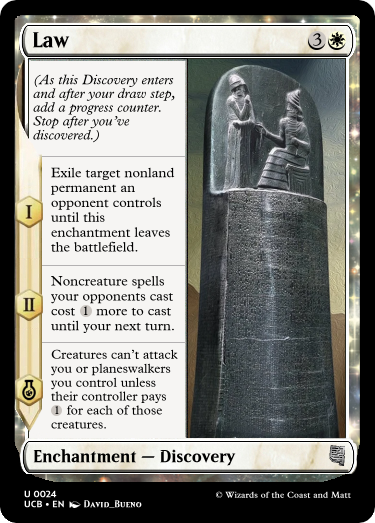 Law
3
(As this Discovery enters
and after your draw step,
add a progress counter.
Stop after you've
discovered.)
I
Exile target nonland
permanent an
opponent controls
until this
enchantment leaves
the battlefield.
II
Noncreature spells
your opponents cast
cost 1 more to cast
until your next turn.
Creatures can't attack
you or planeswalkers
you control unless
their controller pays
1 for each of those
creatures.
Enchantment — Discovery
U 0024
UCB • EN David_Bueno
© Wizards of the Coast and Matt